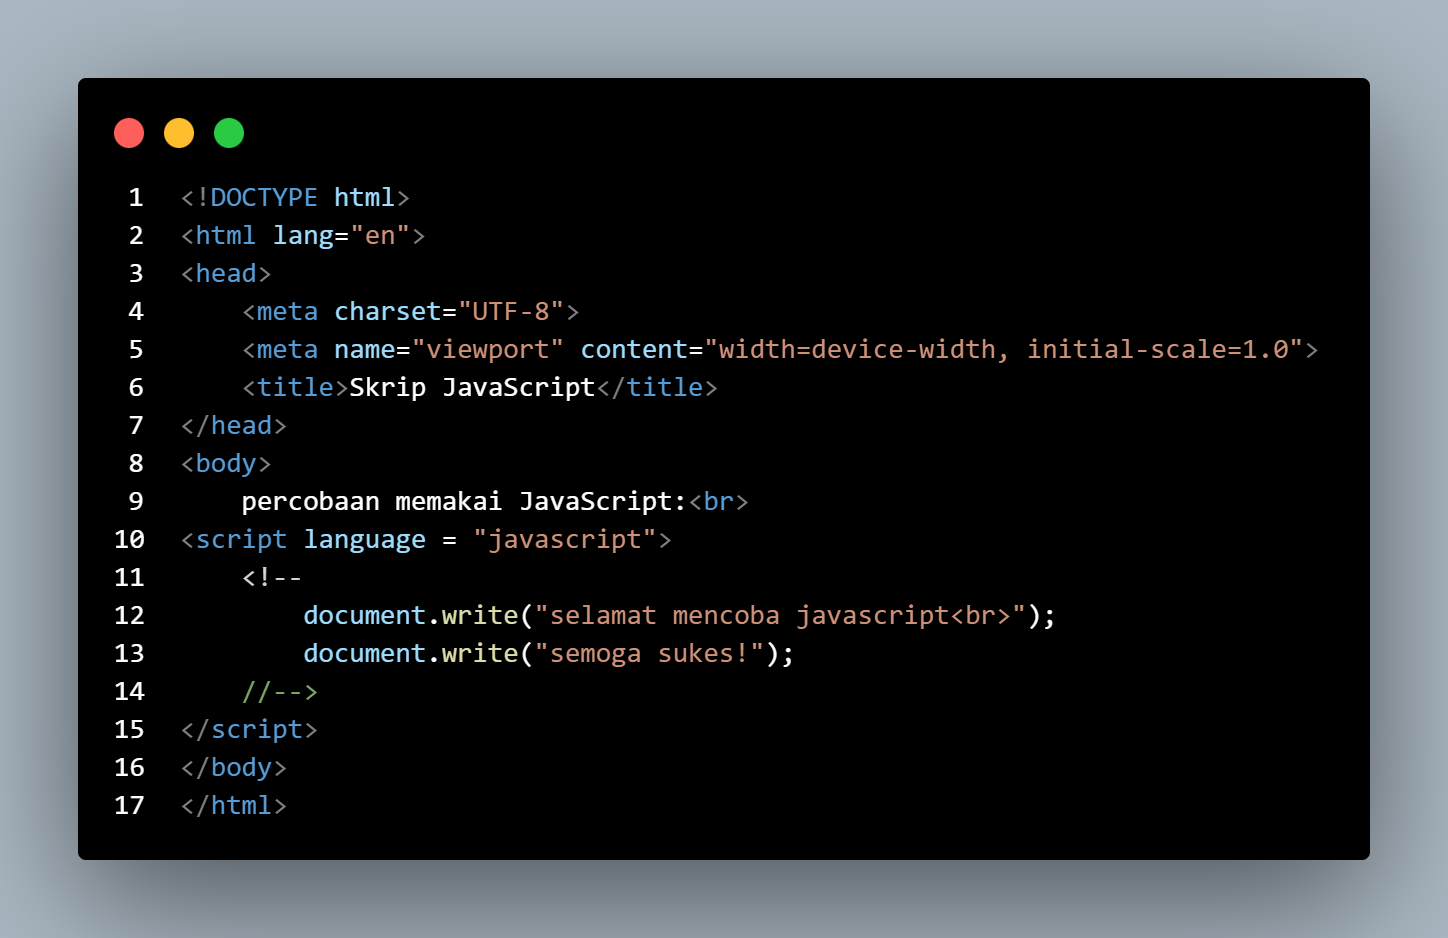 1 <!DOCTYPE html>
2 <html lang="en">
3 <head>
4     <meta charset="UTF-8">
5     <meta name="viewport" content="width=device-width, initial-scale=1.0">
6     <title>Skrip JavaScript</title>
7 </head>
8 <body>
9     percobaan memakai JavaScript:<br>
10 <script language = "javascript">
11     <!--
12         document.write("selamat mencoba javascript<br>");
13         document.write("semoga sukes!");
14     //-->
15 </script>
16 </body>
17 </html>